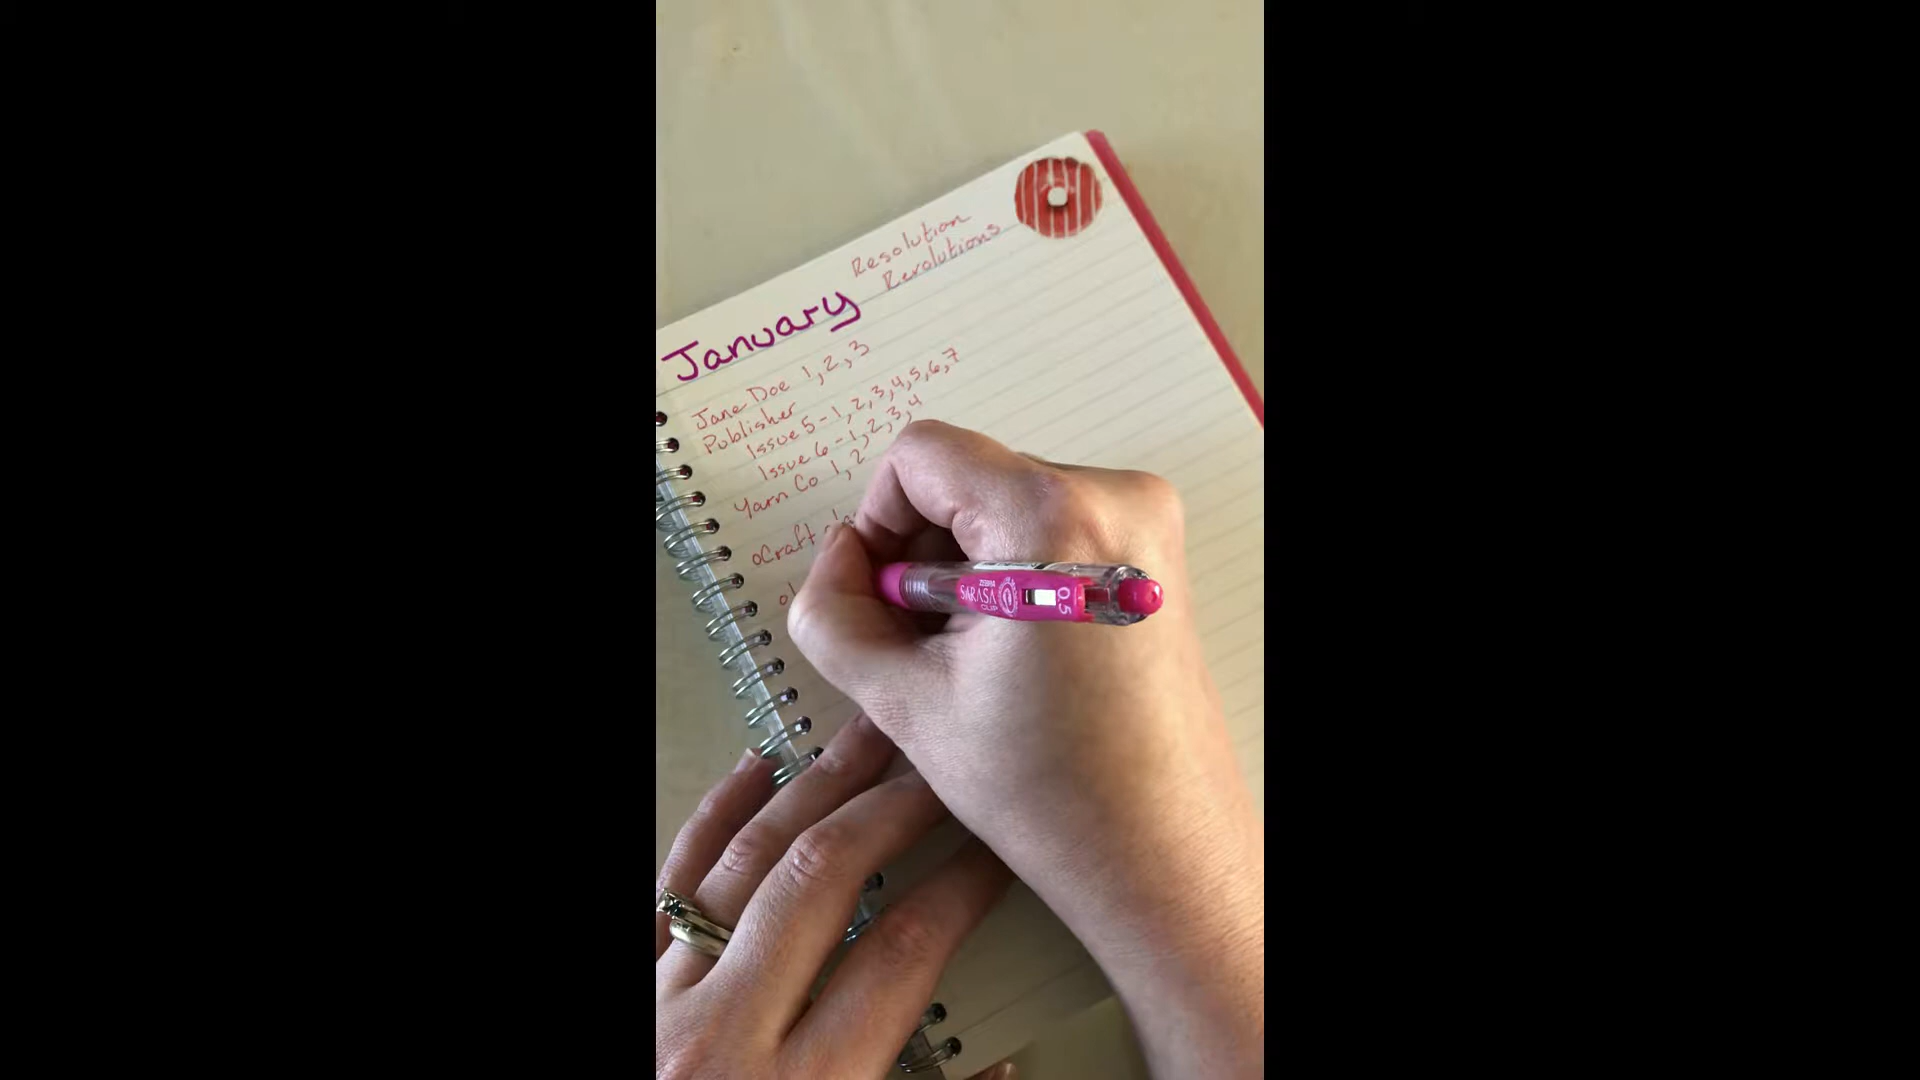 Resolution
Revolutions
January
Jane Doe 1, 2, 3
Publisher
Issue 5 - 1, 2, 3, 4, 5, 6, 7
Issue 6 - 1, 2, 3, 4
Yarn Co 1, 2
oCraft
ZEBRA
SARASA
CLIP
0.5